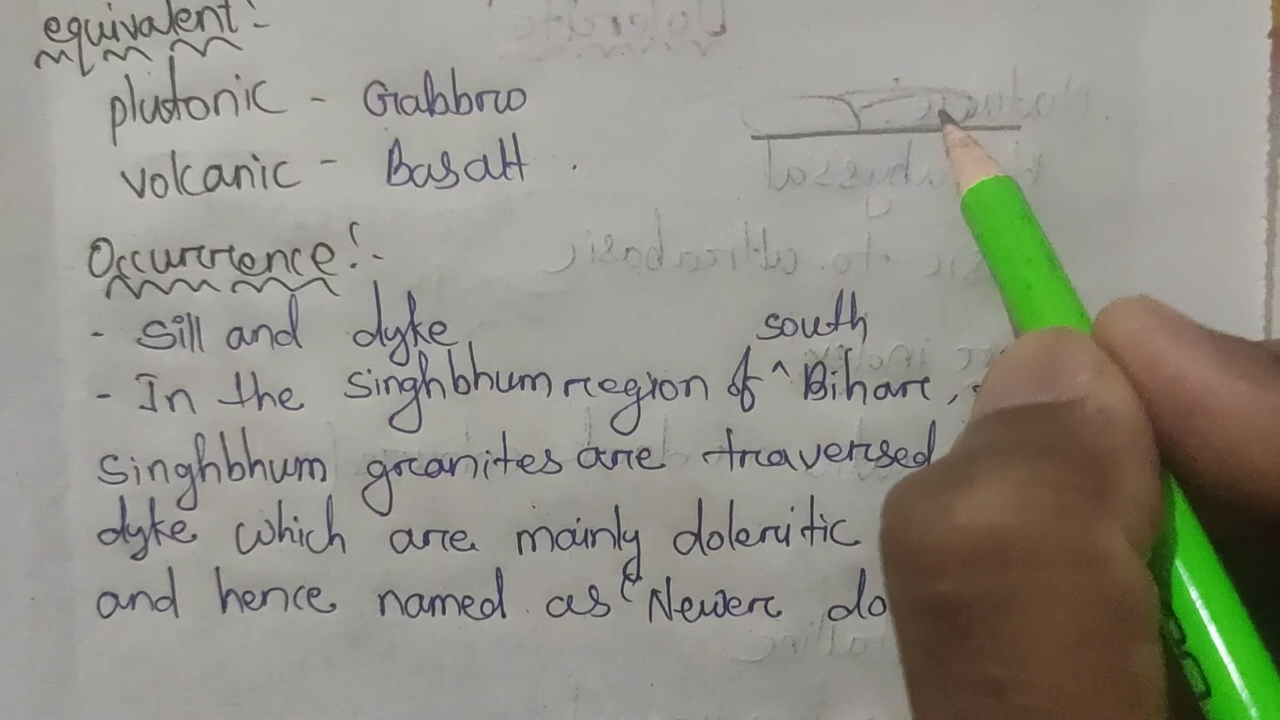 equivalent :-
plutonic - Gabbro
volcanic - Basalt .
Occurrence :-
- Sill and dyke
south
- In the singhbhum region of ^ Bihar,
singhbhum granites are traversed
dyke which are mainly doleritic
and hence named as "Newer do